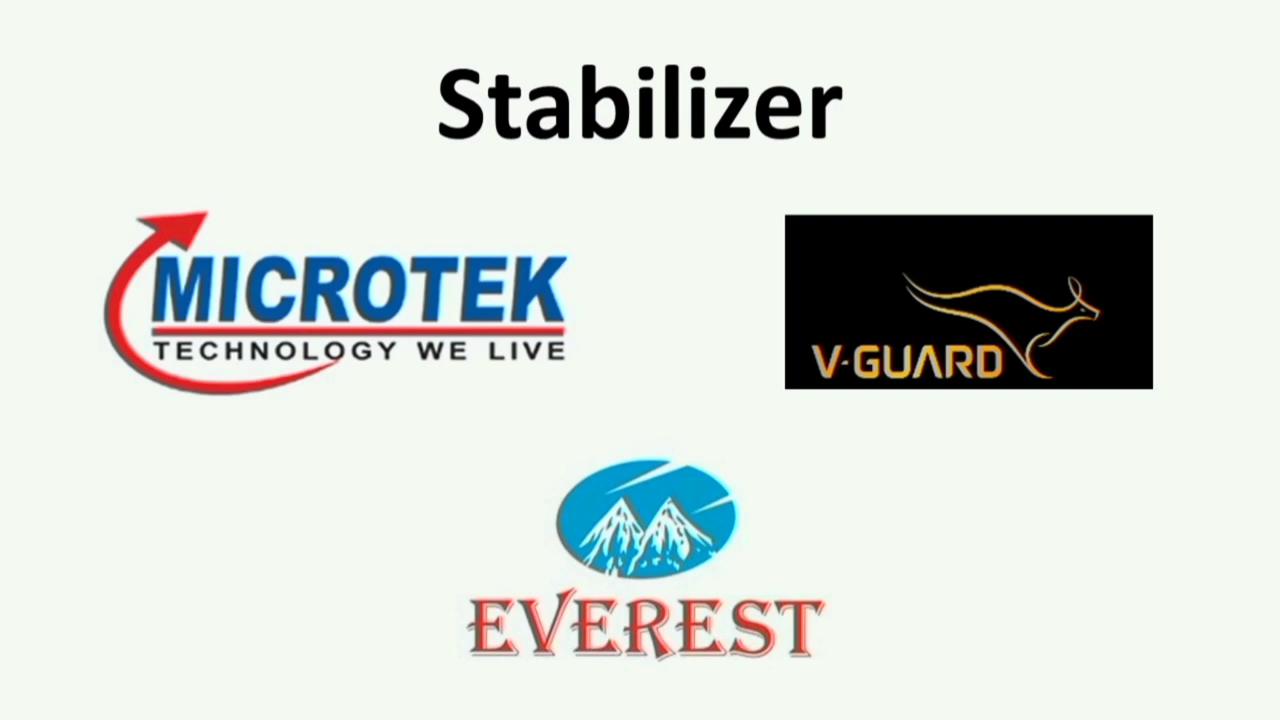 Stabilizer
MICROTEK
TECHNOLOGY WE LIVE
V-GUARD
EVEREST